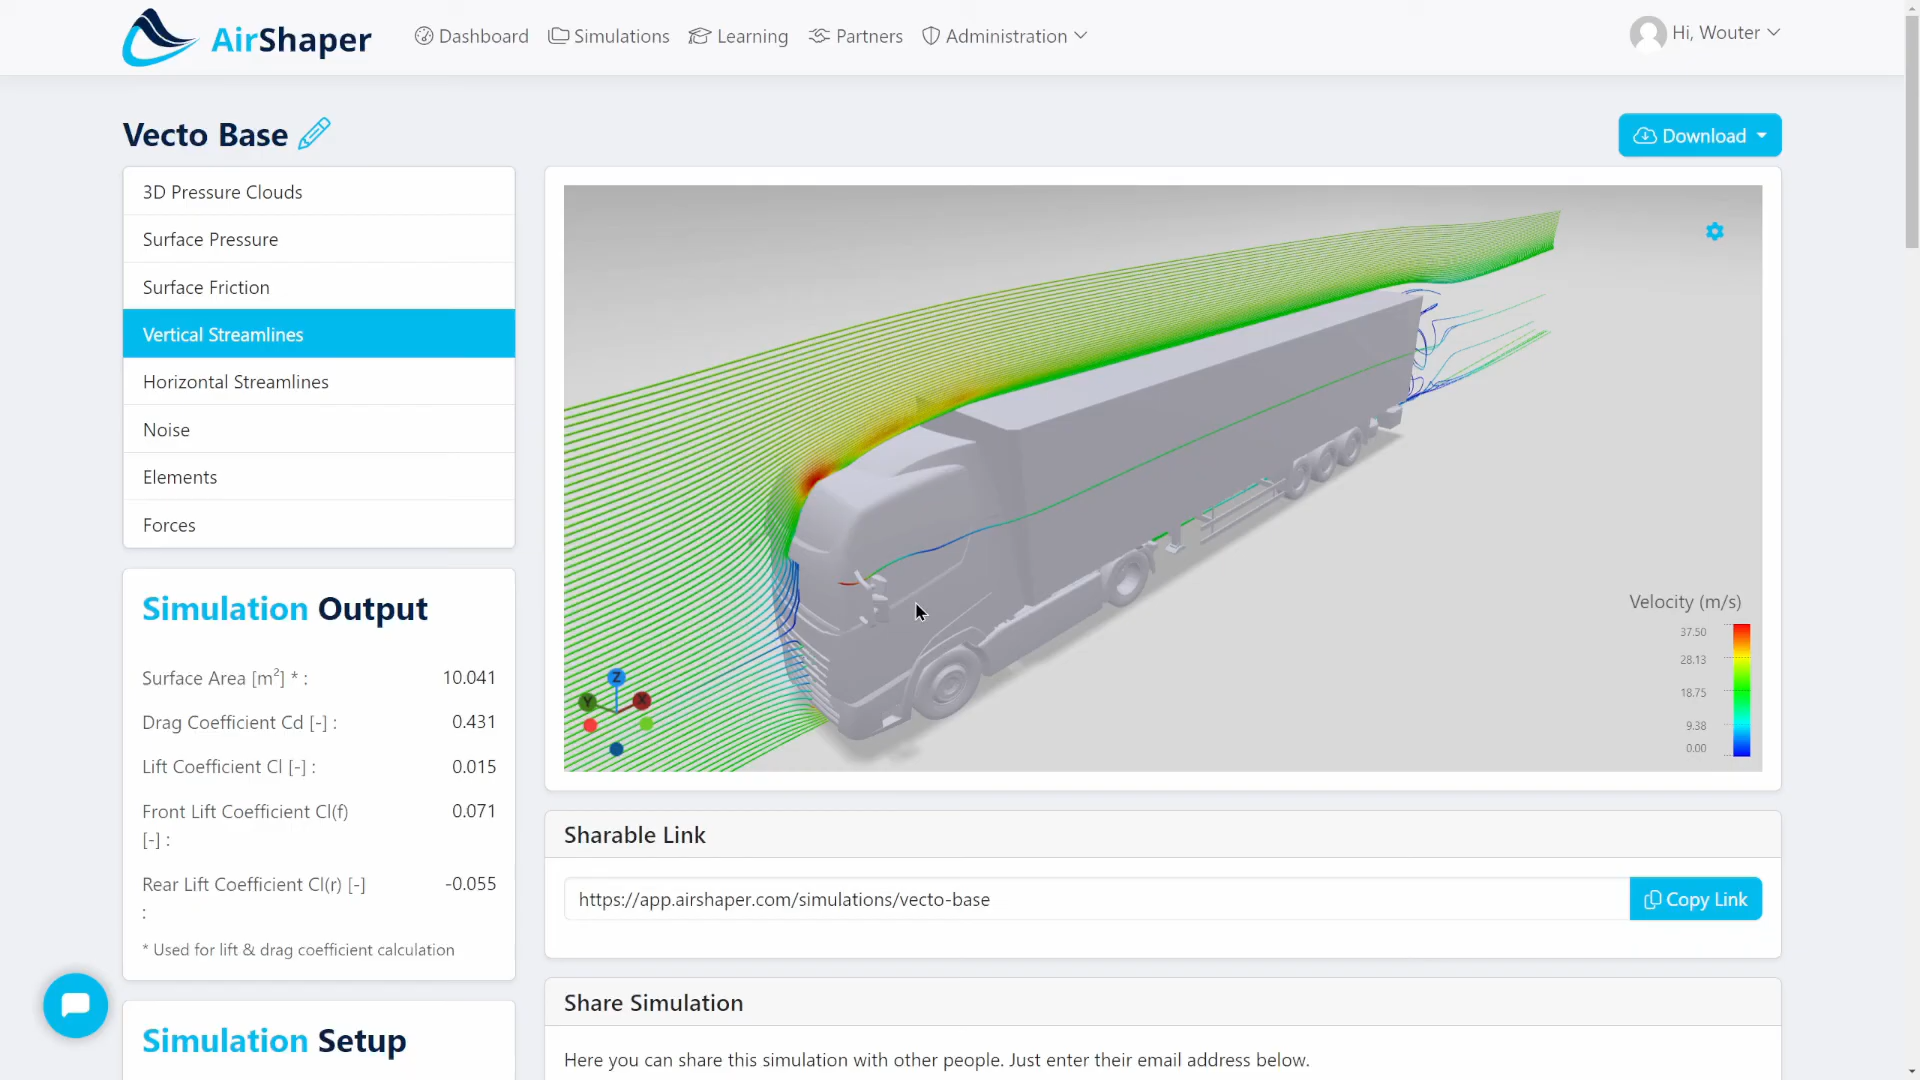 AirShaper
Dashboard
Simulations
Learning
Partners
Administration
Hi, Wouter
Vecto Base
Download
3D Pressure Clouds
Surface Pressure
Surface Friction
Vertical Streamlines
Horizontal Streamlines
Noise
Elements
Forces
Velocity (m/s)
37.50
28.13
18.75
9.38
0.00
Z
Y
X
Simulation Output
Surface Area [m²] * : 10.041
Drag Coefficient Cd [-] : 0.431
Lift Coefficient Cl [-] : 0.015
Front Lift Coefficient Cl(f) 0.071
[-] :
Rear Lift Coefficient Cl(r) [-] -0.055
:
* Used for lift & drag coefficient calculation
Simulation Setup
Sharable Link
https://app.airshaper.com/simulations/vecto-base
Copy Link
Share Simulation
Here you can share this simulation with other people. Just enter their email address below.